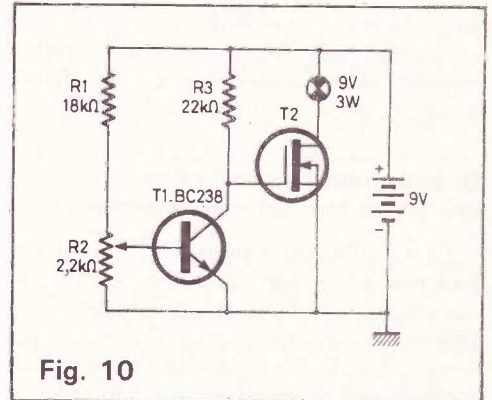 R1
18kΩ
R3
22kΩ
9V
3W
T2
T1.BC238
+
9V
-
R2
2,2kΩ
Fig. 10